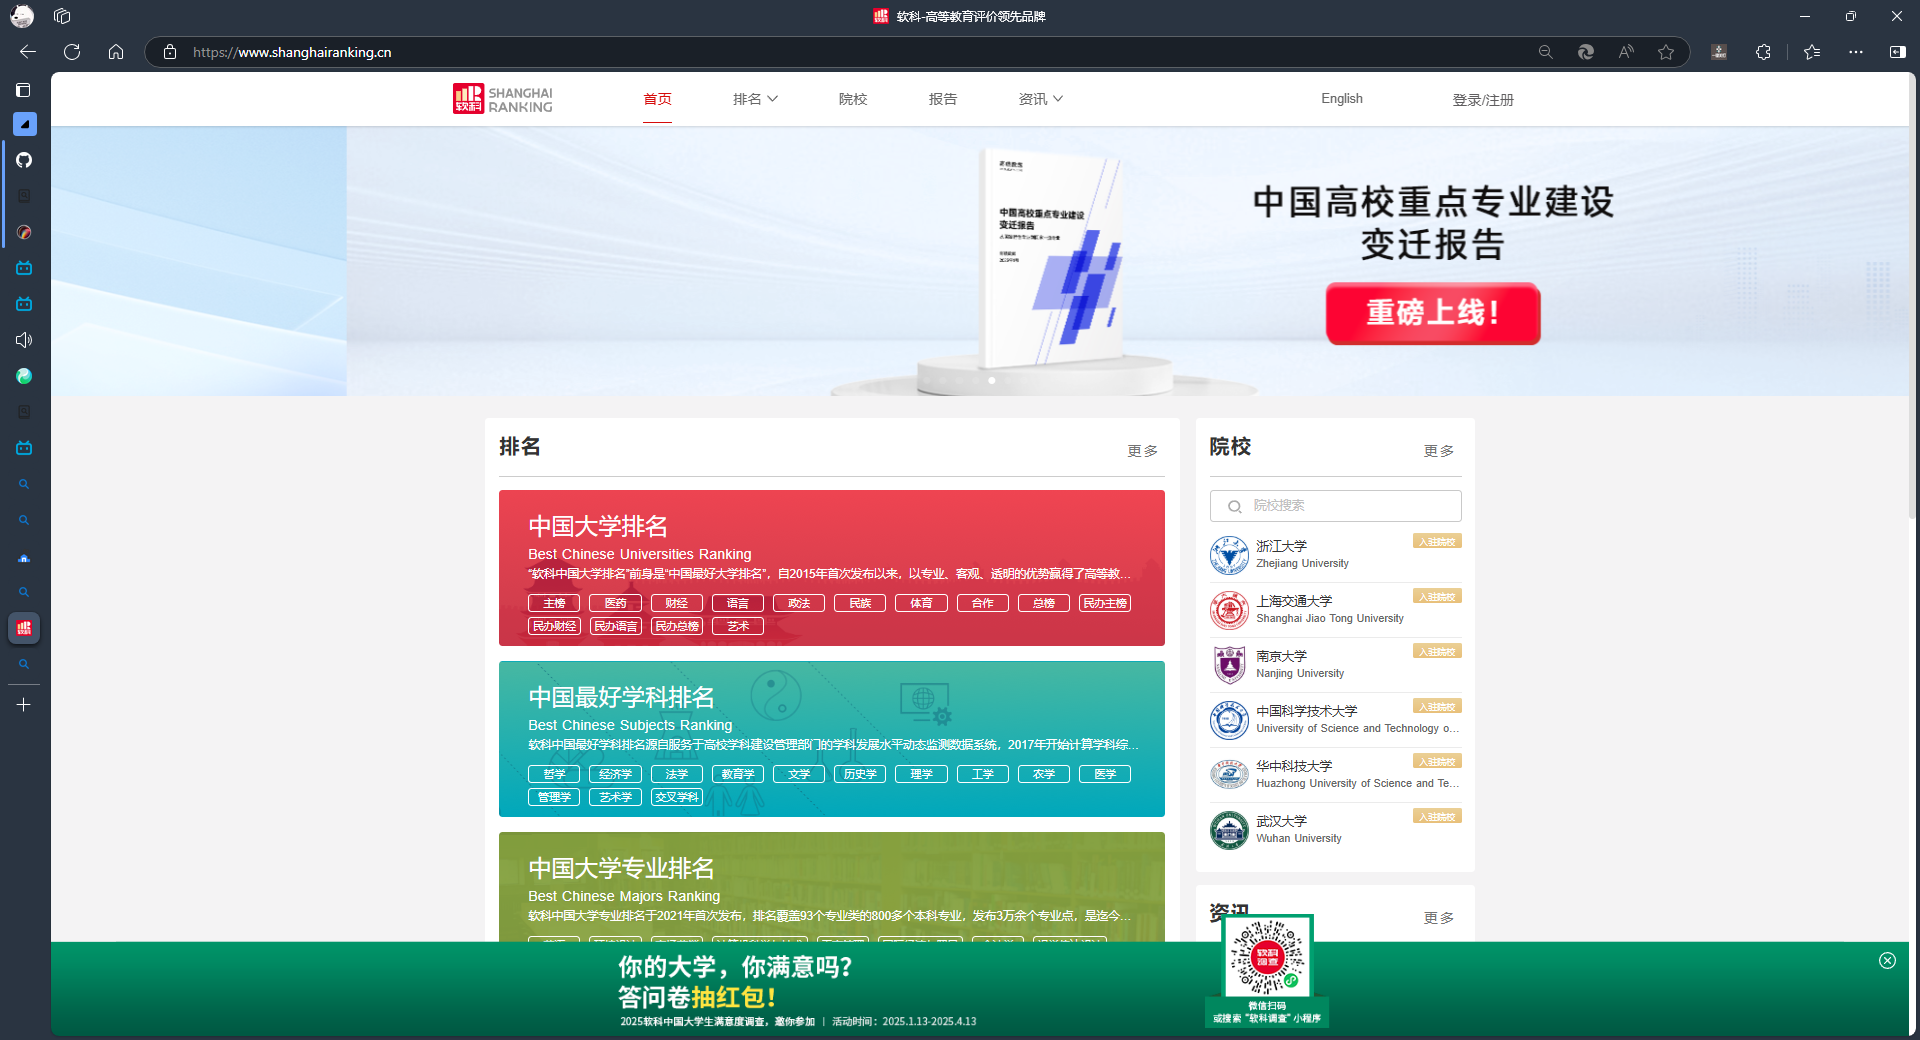 软科-高等教育评价领先品牌
https://www.shanghairanking.cn
软科
SHANGHAI
RANKING
首页
排名
院校
报告
资讯
English
登录/注册
中国高校重点专业建设
变迁报告
中国高校重点专业建设
变迁报告
重磅上线!
排名
更多
中国大学排名
Best Chinese Universities Ranking
“软科中国大学排名”前身是“中国最好大学排名”，自2015年首次发布以来，以专业、客观、透明的优势赢得了高等教...
主榜 医药 财经 语言 政法 民族 体育 合作 总榜 民办主榜
民办财经 民办语言 民办总榜 艺术
中国最好学科排名
Best Chinese Subjects Ranking
软科中国最好学科排名源自服务于高校学科建设管理部门的学科发展水平动态监测数据系统，2017年开始计算学科综...
哲学 经济学 法学 教育学 文学 历史学 理学 工学 农学 医学
管理学 艺术学 交叉学科
中国大学专业排名
Best Chinese Majors Ranking
软科中国大学专业排名于2021年首次发布，排名覆盖93个专业类的800多个本科专业，发布3万余个专业点，是迄今...
院校
更多
院校搜索
浙江大学
入驻院校
Zhejiang University
上海交通大学
入驻院校
Shanghai Jiao Tong University
南京大学
入驻院校
Nanjing University
中国科学技术大学
入驻院校
University of Science and Technology o...
华中科技大学
入驻院校
Huazhong University of Science and Te...
武汉大学
入驻院校
Wuhan University
资讯
更多
你的大学，你满意吗？
答问卷抽红包！
2025软科中国大学生满意度调查，邀你参加 | 活动时间：2025.1.13-2025.4.13
软科
调查
微信扫码
或搜索“软科调查”小程序